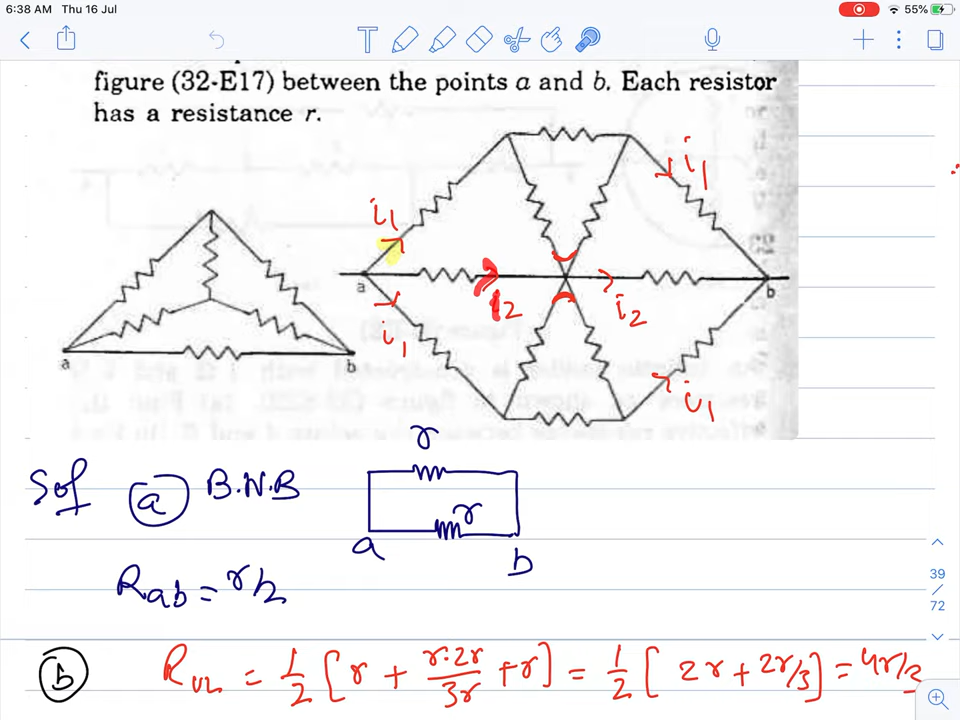 6:38 AM Thu 16 Jul
55%
figure (32-E17) between the points a and b. Each resistor
has a resistance r.
i1
i1
a
i2
i2
b
i1
i1
a
b
r
Sol (a) B.N.B
r
a
b
Rab = r/2
39
/
72
(b) = 1/2 [ r + r·2r/3r + r ] = 1/2 [ 2r + 2r/3 ] = 4r/3